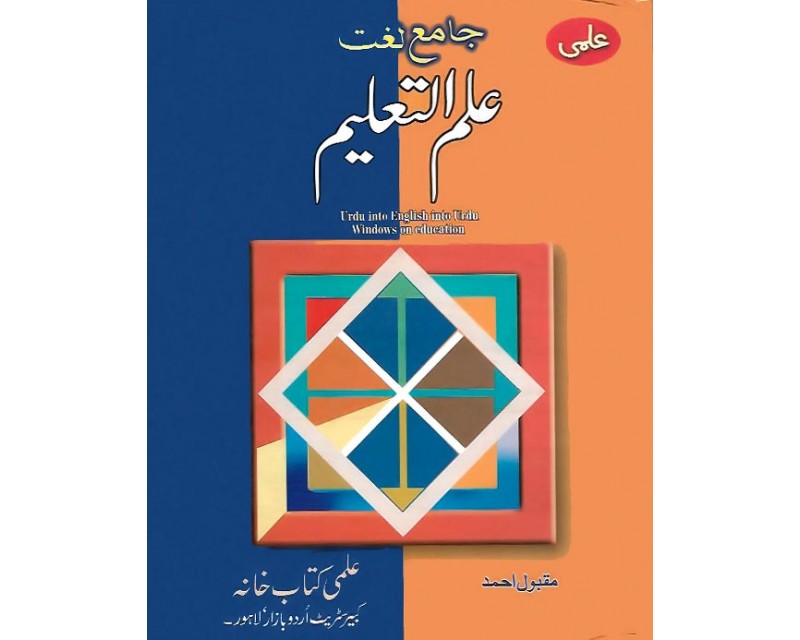 علمی
جامع لغت
علم التعلیم
Urdu into English into Urdu
Windows on education
مقبول احمد
علمی کتاب خانہ
کبیر سٹریٹ اُردو بازار، لاہور۔